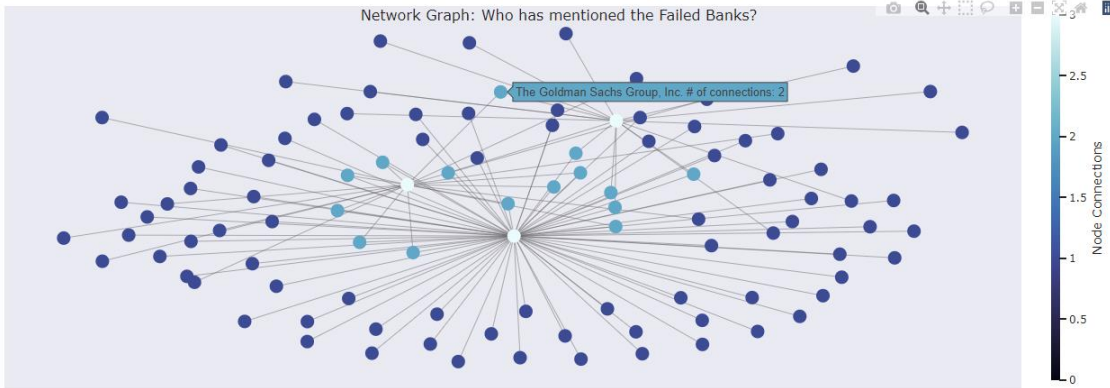 Network Graph: Who has mentioned the Failed Banks?
The Goldman Sachs Group, Inc. # of connections: 2
3
2.5
2
1.5
1
0.5
0
Node Connections